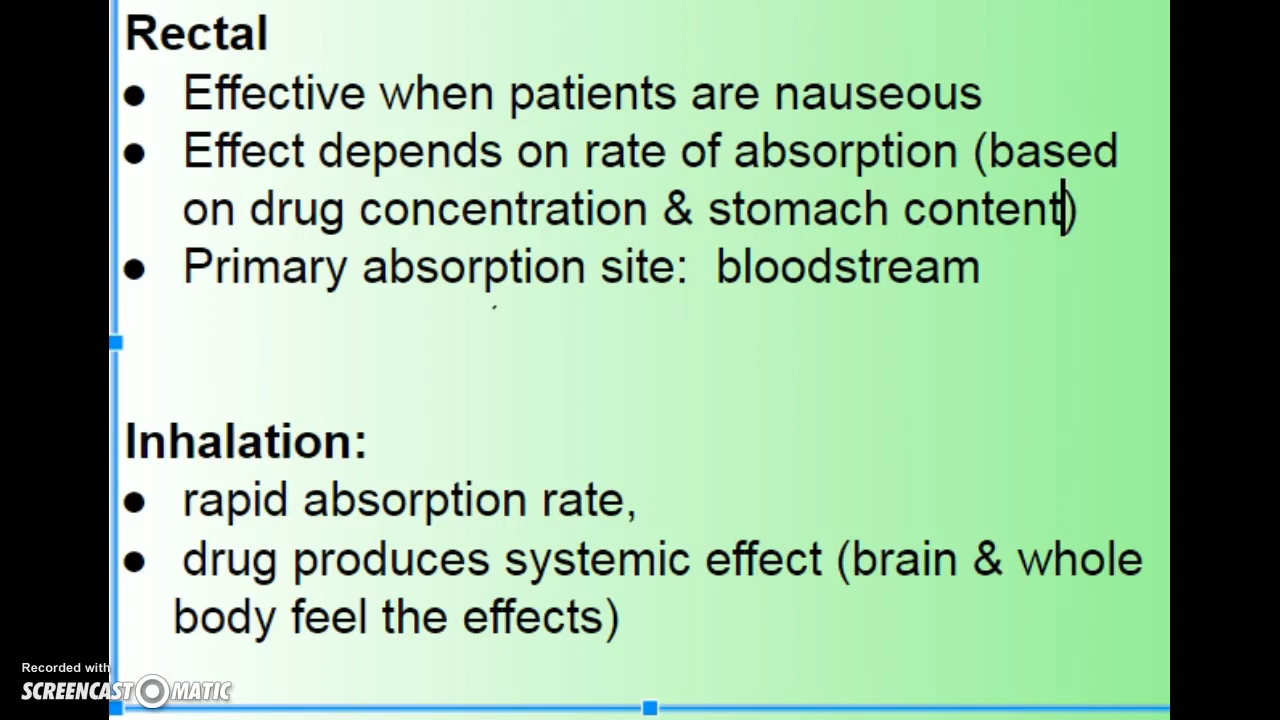 Rectal
● Effective when patients are nauseous
● Effect depends on rate of absorption (based
on drug concentration & stomach content)
● Primary absorption site:  bloodstream
Inhalation:
● rapid absorption rate,
● drug produces systemic effect (brain & whole
body feel the effects)
Recorded with
SCREENCAST-O-MATIC